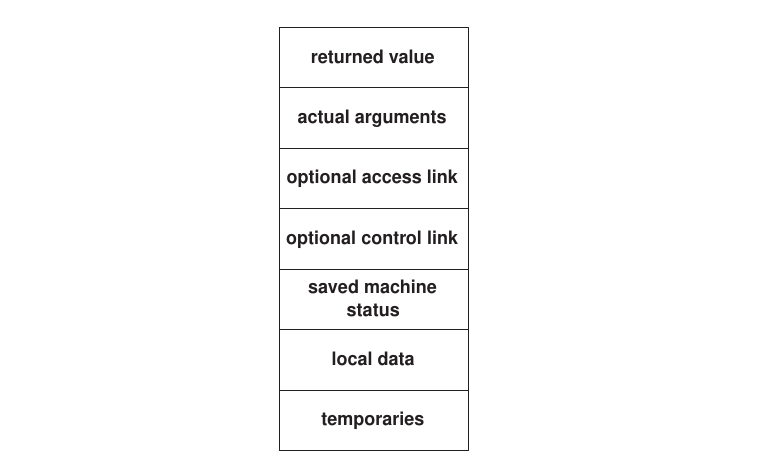 returned value
actual arguments
optional access link
optional control link
saved machine
status
local data
temporaries